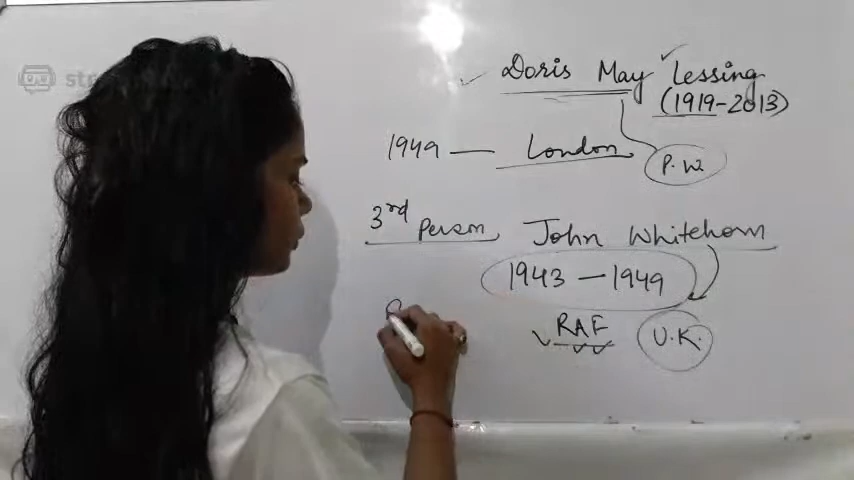 Doris May Lessing
(1919-2013)
1949 — London
P.W
3rd Person John Whitehorn
1943 — 1949
RAF U.K.